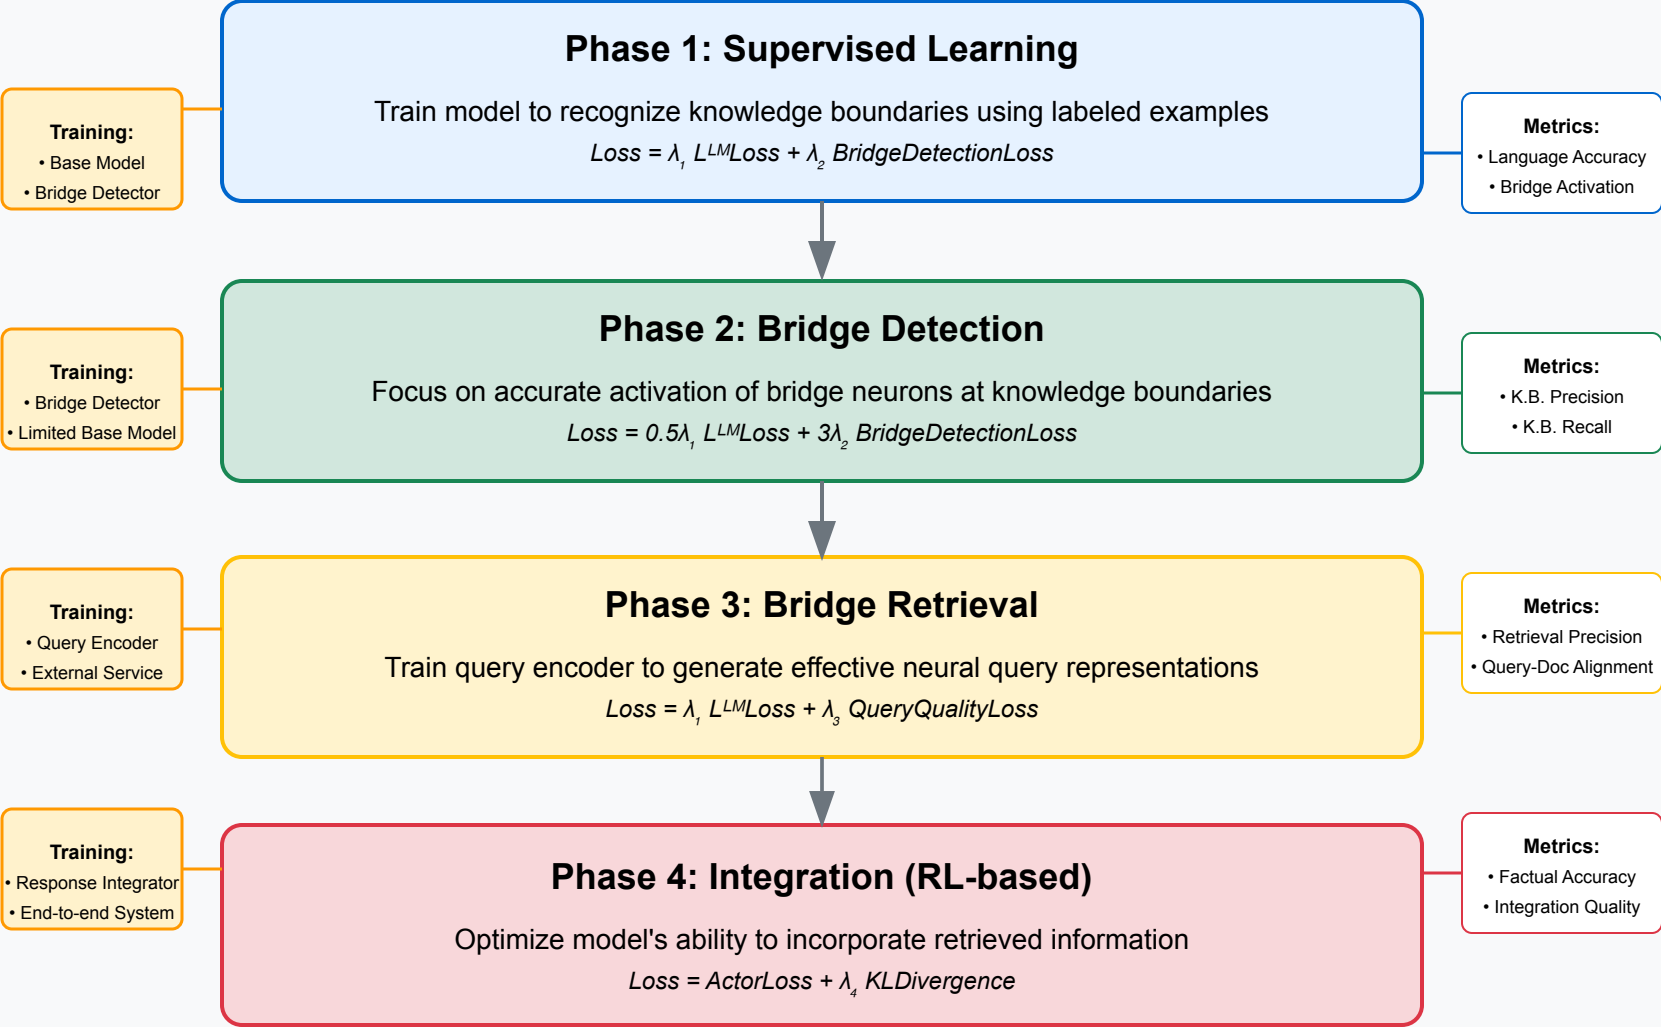 Phase 1: Supervised Learning
Train model to recognize knowledge boundaries using labeled examples
Loss = λ₁ LᴸᴹLoss + λ₂ BridgeDetectionLoss
Training:
• Base Model
• Bridge Detector
Metrics:
• Language Accuracy
• Bridge Activation
Phase 2: Bridge Detection
Focus on accurate activation of bridge neurons at knowledge boundaries
Loss = 0.5λ₁ LᴸᴹLoss + 3λ₂ BridgeDetectionLoss
Training:
• Bridge Detector
• Limited Base Model
Metrics:
• K.B. Precision
• K.B. Recall
Phase 3: Bridge Retrieval
Train query encoder to generate effective neural query representations
Loss = λ₁ LᴸᴹLoss + λ₃ QueryQualityLoss
Training:
• Query Encoder
• External Service
Metrics:
• Retrieval Precision
• Query-Doc Alignment
Phase 4: Integration (RL-based)
Optimize model's ability to incorporate retrieved information
Loss = ActorLoss + λ₄ KLDivergence
Training:
• Response Integrator
• End-to-end System
Metrics:
• Factual Accuracy
• Integration Quality